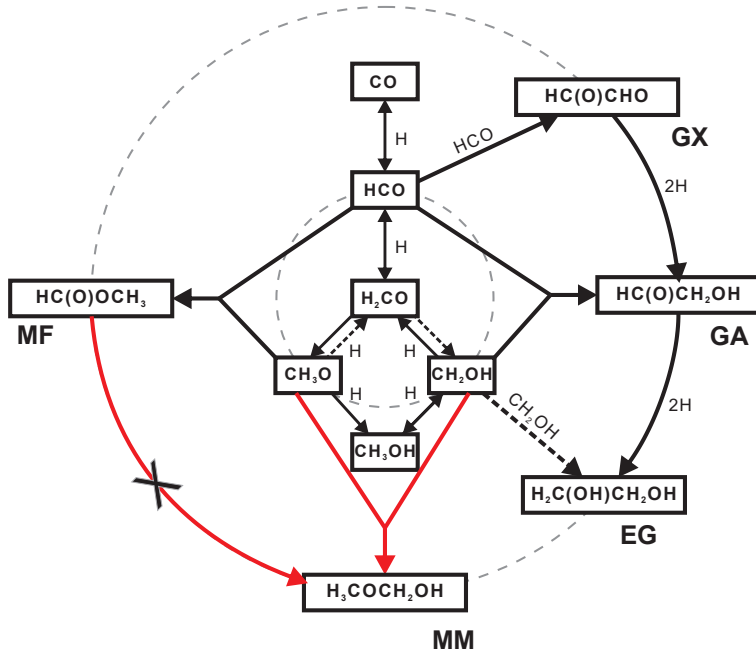 CO
HC(O)CHO
GX
H
HCO
2H
HCO
H
HC(O)OCH₃
MF
H₂CO
HC(O)CH₂OH
GA
H
H
CH₃O
CH₂OH
H
H
CH₂OH
2H
CH₃OH
H₂C(OH)CH₂OH
EG
H₃COCH₂OH
MM